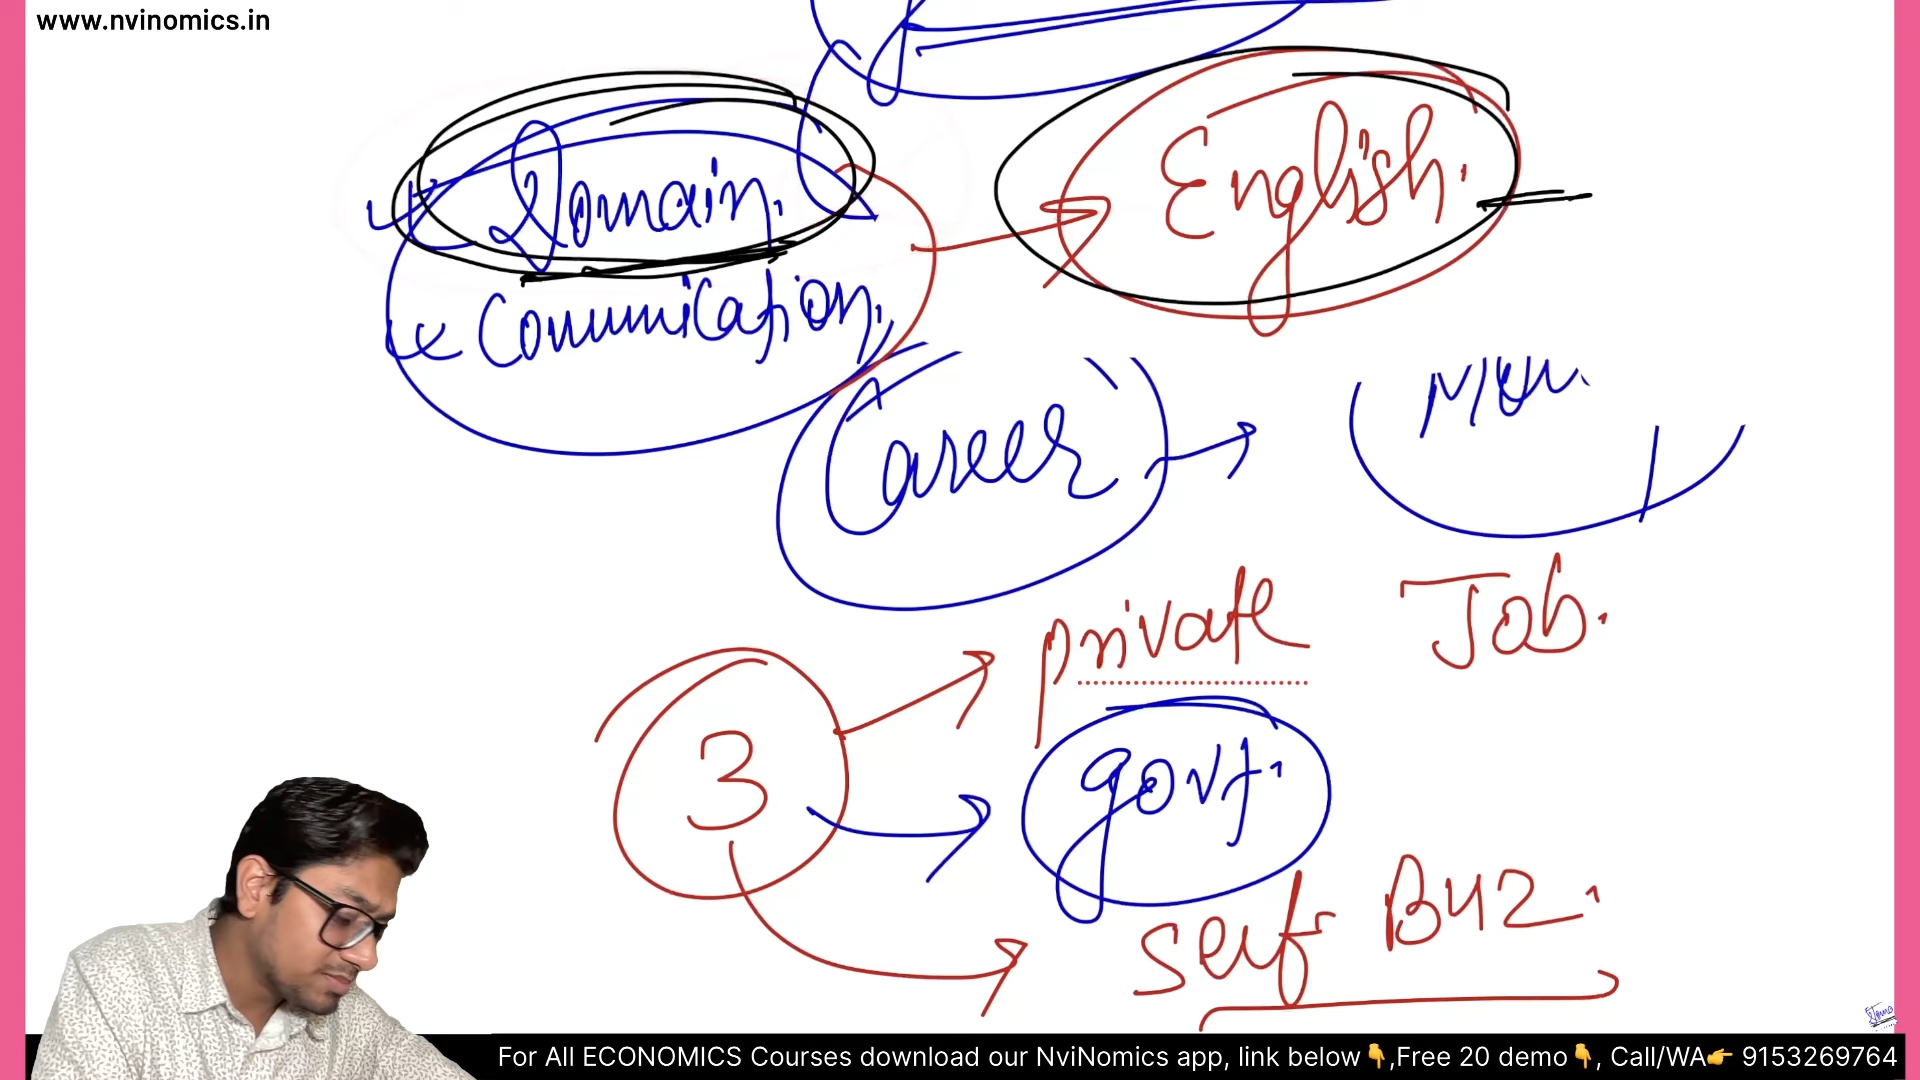 www.nvinomics.in
Domain.
English.
Communication.
Career
private Job.
3
govt.
self Buz.
For All ECONOMICS Courses download our NviNomics app, link below👇,Free 20 demo👇, Call/WA👉 9153269764